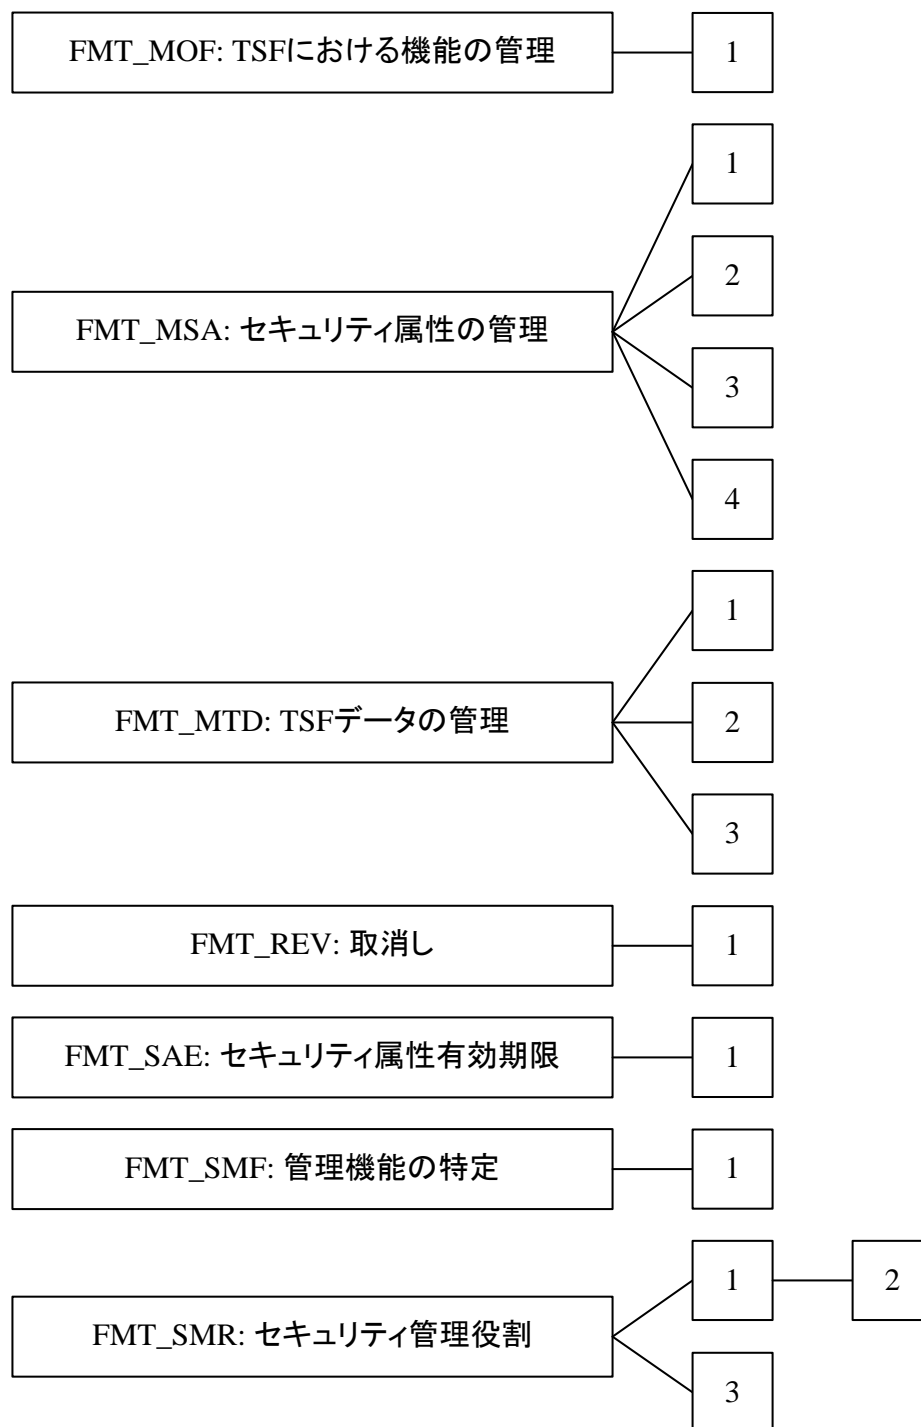 FMT_MOF: TSFにおける機能の管理
1
1
2
FMT_MSA: セキュリティ属性の管理
3
4
1
FMT_MTD: TSFデータの管理
2
3
FMT_REV: 取消し
1
FMT_SAE: セキュリティ属性有効期限
1
FMT_SMF: 管理機能の特定
1
1
2
FMT_SMR: セキュリティ管理役割
3